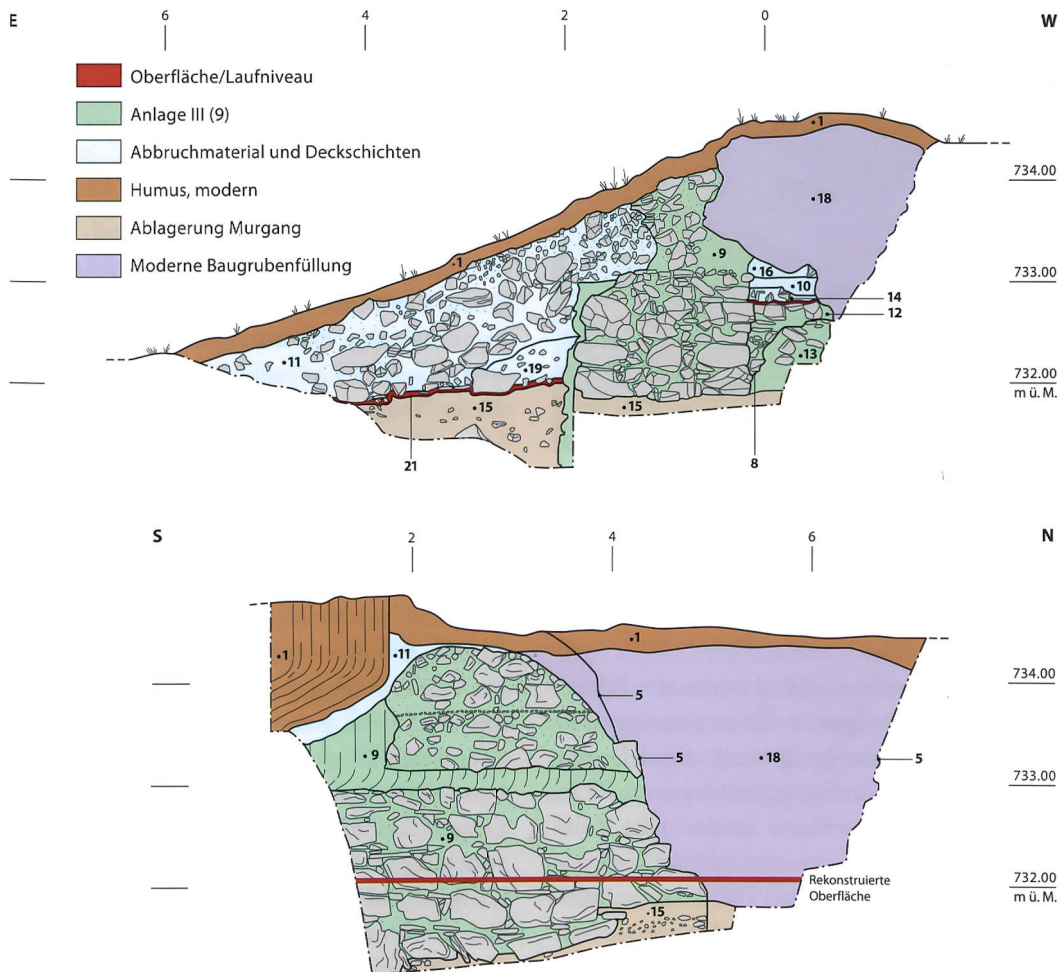 E 6 4 2 0 W
Oberfläche/Laufniveau
Anlage III (9)
Abbruchmaterial und Deckschichten
Humus, modern
Ablagerung Murgang
Moderne Baugrubenfüllung
1
734.00
18
9
1
16
733.00
10
14
12
11
19
13
732.00
m ü. M.
15
15
21
8
S 2 4 6 N
1
1
11
734.00
5
9
18
5
5
733.00
9
732.00
Rekonstruierte
Oberfläche
m ü. M.
15